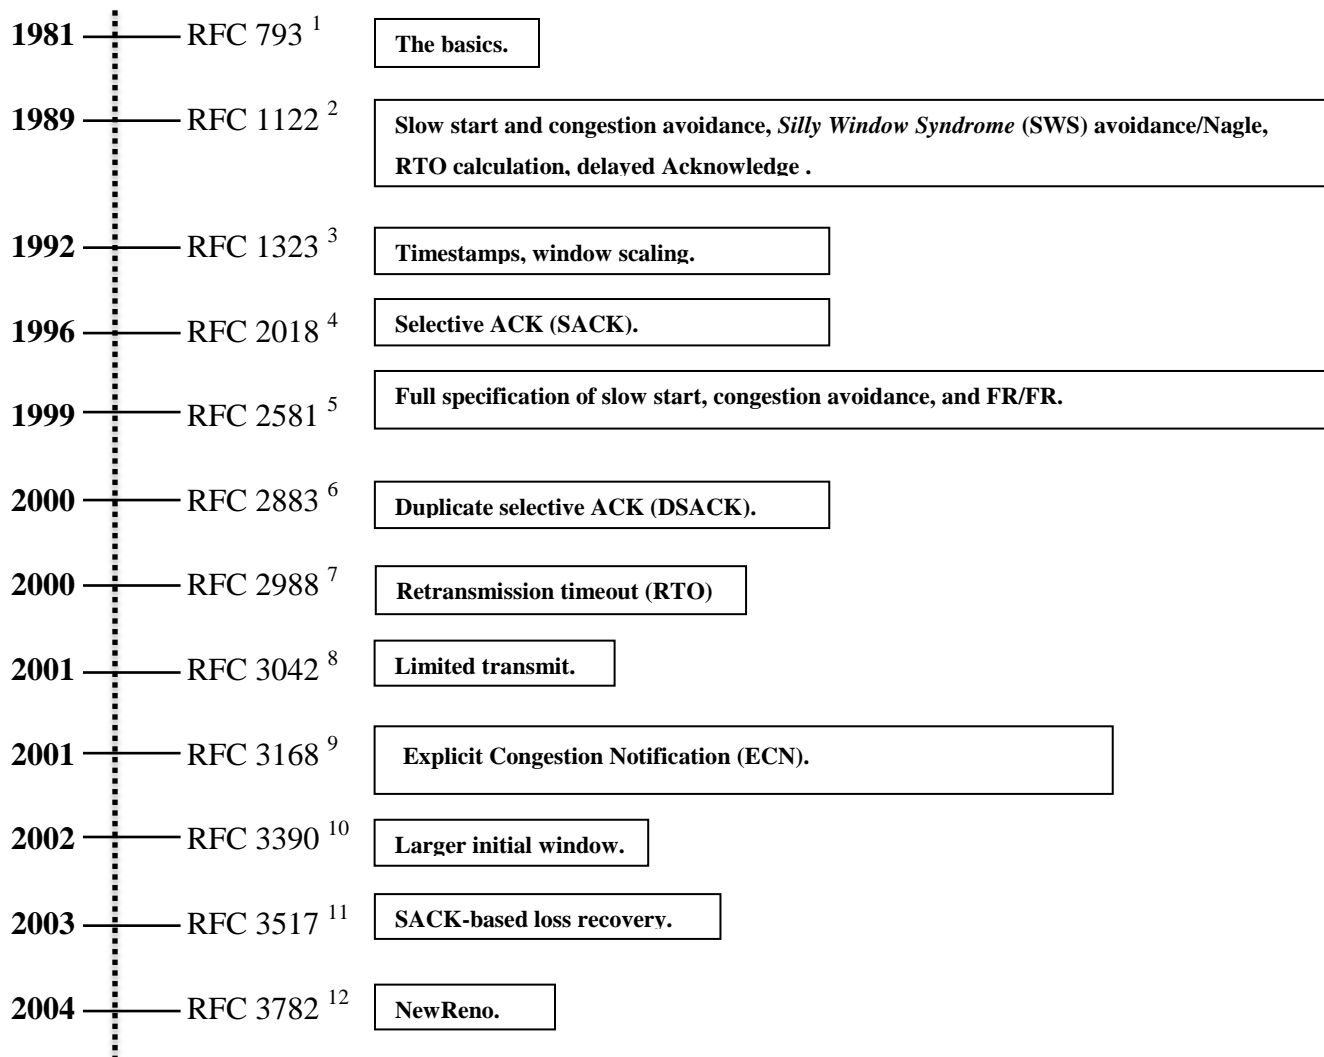 1981 RFC 793 1 The basics.
1989 RFC 1122 2 Slow start and congestion avoidance, Silly Window Syndrome (SWS) avoidance/Nagle,
RTO calculation, delayed Acknowledge .
1992 RFC 1323 3 Timestamps, window scaling.
1996 RFC 2018 4 Selective ACK (SACK).
1999 RFC 2581 5 Full specification of slow start, congestion avoidance, and FR/FR.
2000 RFC 2883 6 Duplicate selective ACK (DSACK).
2000 RFC 2988 7 Retransmission timeout (RTO)
2001 RFC 3042 8 Limited transmit.
2001 RFC 3168 9 Explicit Congestion Notification (ECN).
2002 RFC 3390 10 Larger initial window.
2003 RFC 3517 11 SACK-based loss recovery.
2004 RFC 3782 12 NewReno.